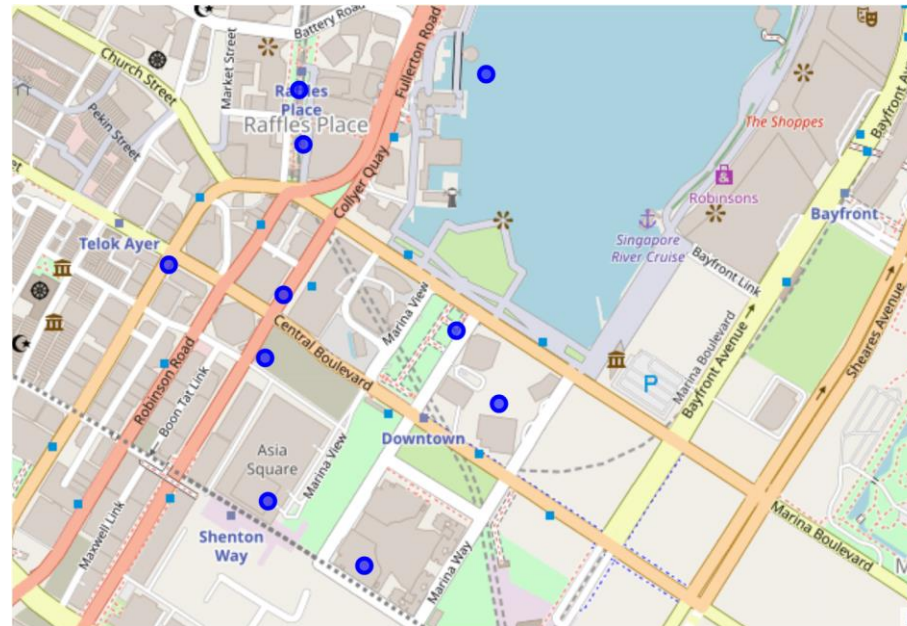 Battery Road
Fullerton Road
Church Street
Market Street
Raffles
Place
Raffles Place
Pekin Street
Collyer Quay
The Shoppes
Robinsons
Bayfront Av
Bayfront
Telok Ayer
Singapore
River Cruise
Bayfront Link
Marina View
Central Boulevard
Marina Boulevard
Bayfront Avenue
Sheares Avenue
Robinson Road
Boon Tat Link
P
Downtown
Asia
Square
Marina View
Maxwell Link
Shenton
Way
Marina Way
Marina Boulevard
M